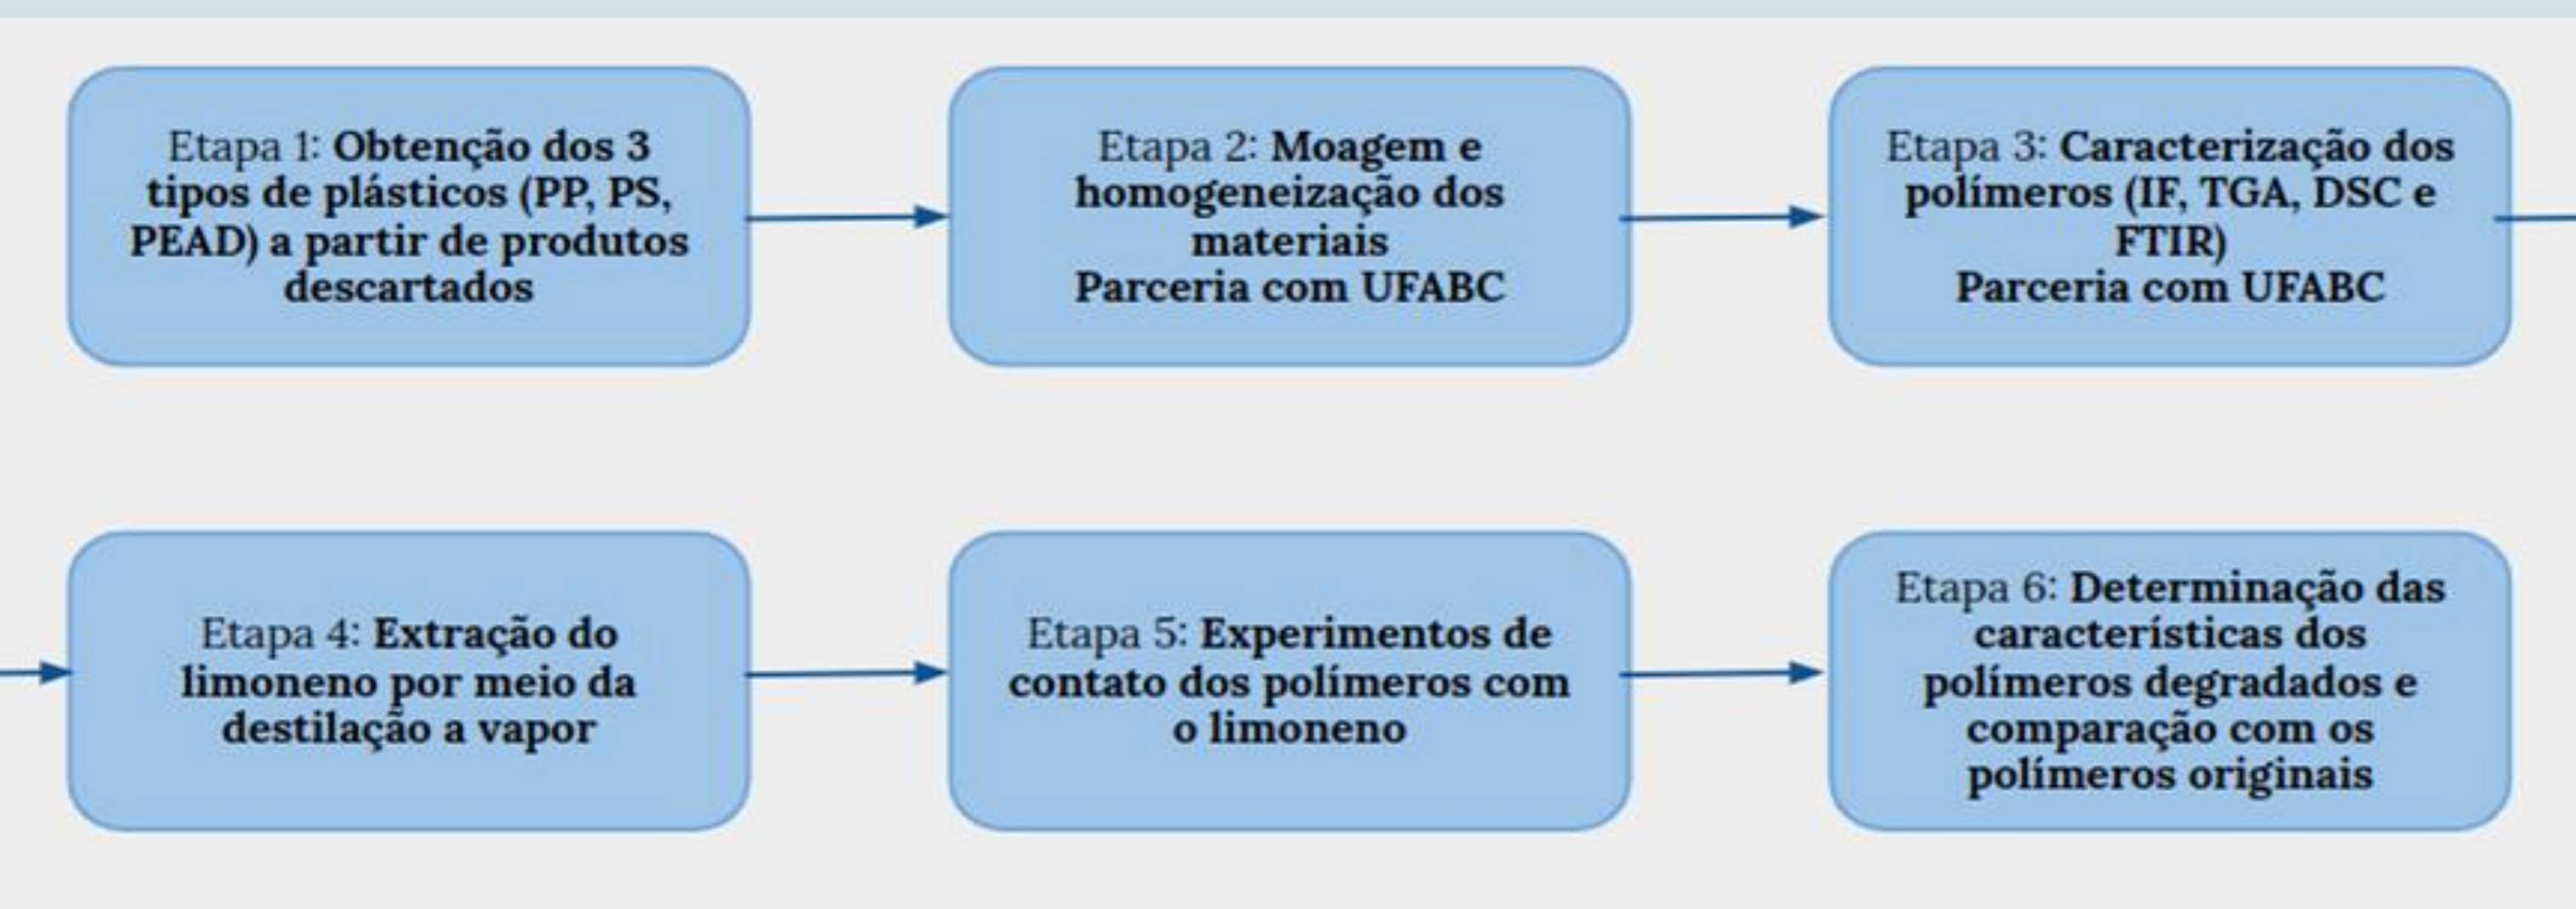 Etapa 1: Obtenção dos 3
tipos de plásticos (PP, PS,
PEAD) a partir de produtos
descartados
Etapa 2: Moagem e
homogeneização dos
materiais
Parceria com UFABC
Etapa 3: Caracterização dos
polímeros (IF, TGA, DSC e
FTIR)
Parceria com UFABC
Etapa 4: Extração do
limoneno por meio da
destilação a vapor
Etapa 5: Experimentos de
contato dos polímeros com
o limoneno
Etapa 6: Determinação das
características dos
polímeros degradados e
comparação com os
polímeros originais